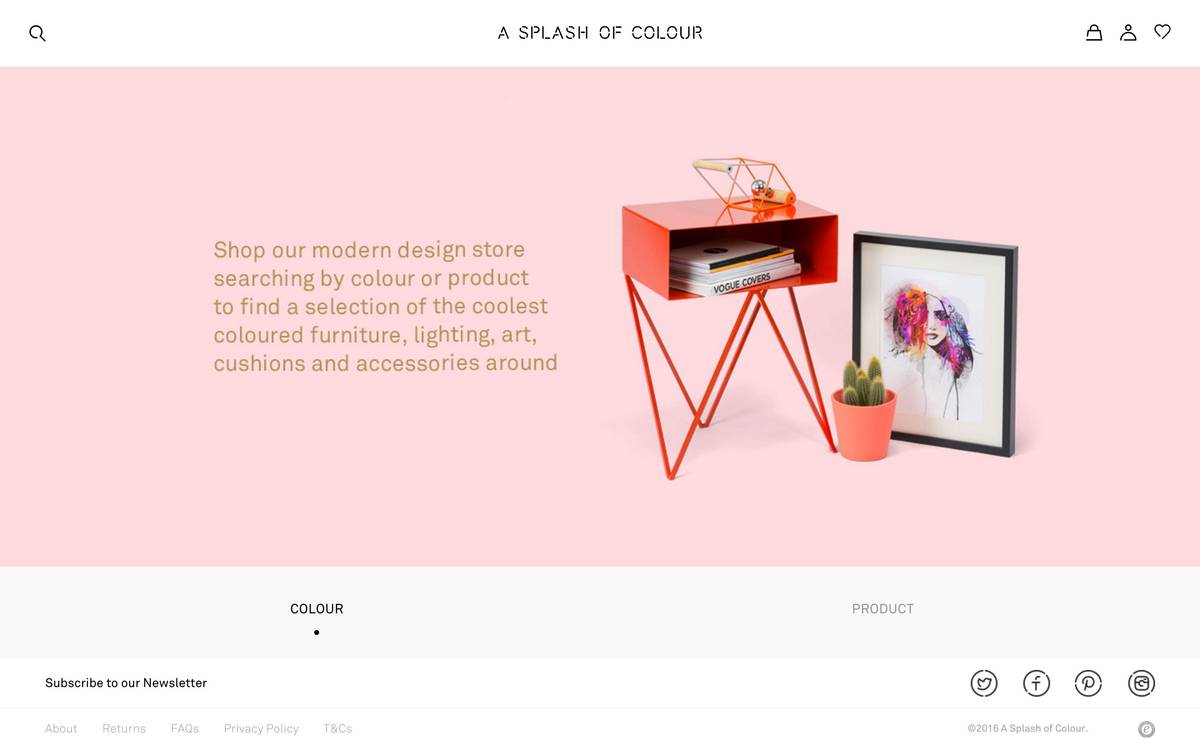 A SPLASH OF COLOUR
Shop our modern design store
searching by colour or product
to find a selection of the coolest
coloured furniture, lighting, art,
cushions and accessories around
VOGUE COVERS
COLOUR
PRODUCT
Subscribe to our Newsletter
About Returns FAQs Privacy Policy T&Cs
©2016 A Splash of Colour.